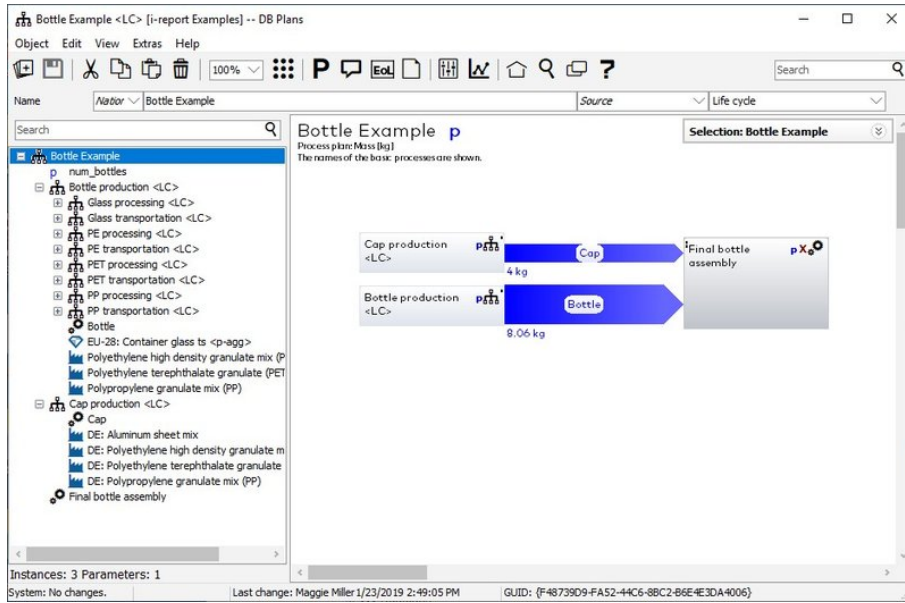 Bottle Example <LC> [i-report Examples] -- DB Plans
Object Edit View Extras Help
100% P EoL ? Search
Name Nation Bottle Example Source Life cycle
Search
Bottle Example
p num_bottles
Bottle production <LC>
Glass processing <LC>
Glass transportation <LC>
PE processing <LC>
PE transportation <LC>
PET processing <LC>
PET transportation <LC>
PP processing <LC>
PP transportation <LC>
Bottle
EU-28: Container glass ts <p-agg>
Polyethylene high density granulate mix (P
Polyethylene terephthalate granulate (PET
Polypropylene granulate mix (PP)
Cap production <LC>
Cap
DE: Aluminum sheet mix
DE: Polyethylene high density granulate m
DE: Polyethylene terephthalate granulate
DE: Polypropylene granulate mix (PP)
Final bottle assembly
Instances: 3 Parameters: 1
Bottle Example p
Process plan: Mass [kg]
The names of the basic processes are shown.
Selection: Bottle Example
Cap production p
<LC>
Cap
4 kg
Bottle production p
<LC>
Bottle
8.06 kg
Final bottle p X
assembly
System: No changes. Last change: Maggie Miller 1/23/2019 2:49:05 PM GUID: {F48739D9-FA52-44C6-8BC2-B6E4E3DA4006}